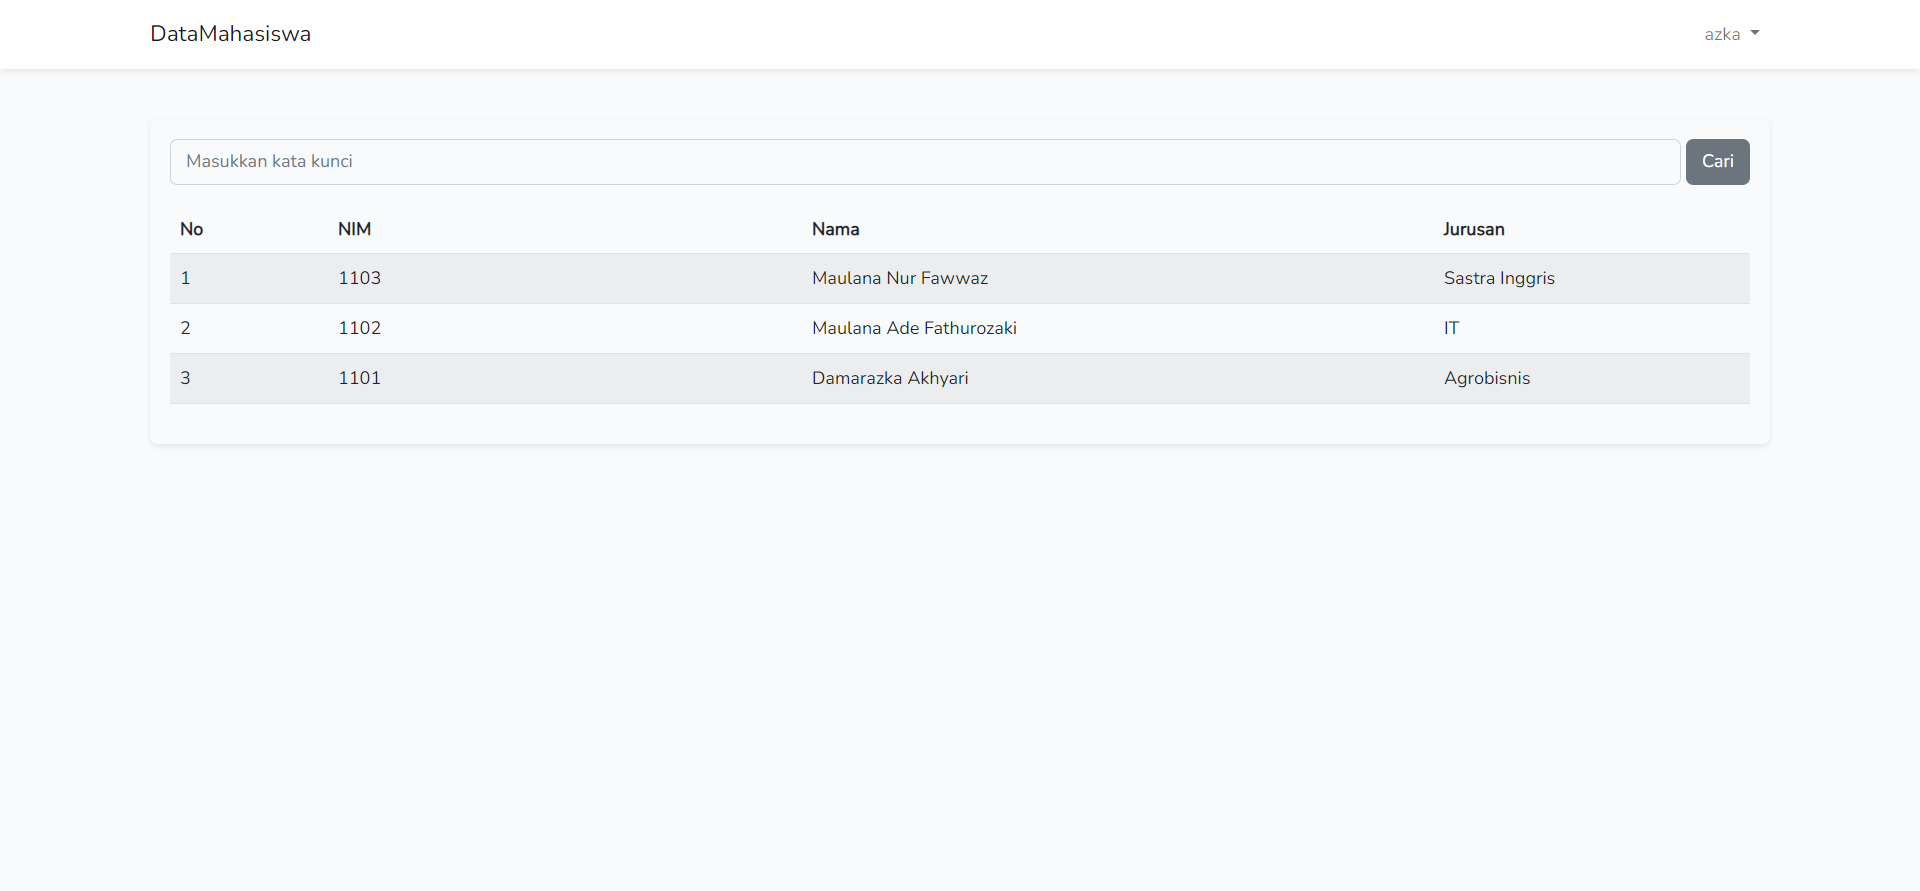 DataMahasiswa azka
Masukkan kata kunci Cari
No NIM Nama Jurusan
1 1103 Maulana Nur Fawwaz Sastra Inggris
2 1102 Maulana Ade Fathurozaki IT
3 1101 Damarazka Akhyari Agrobisnis